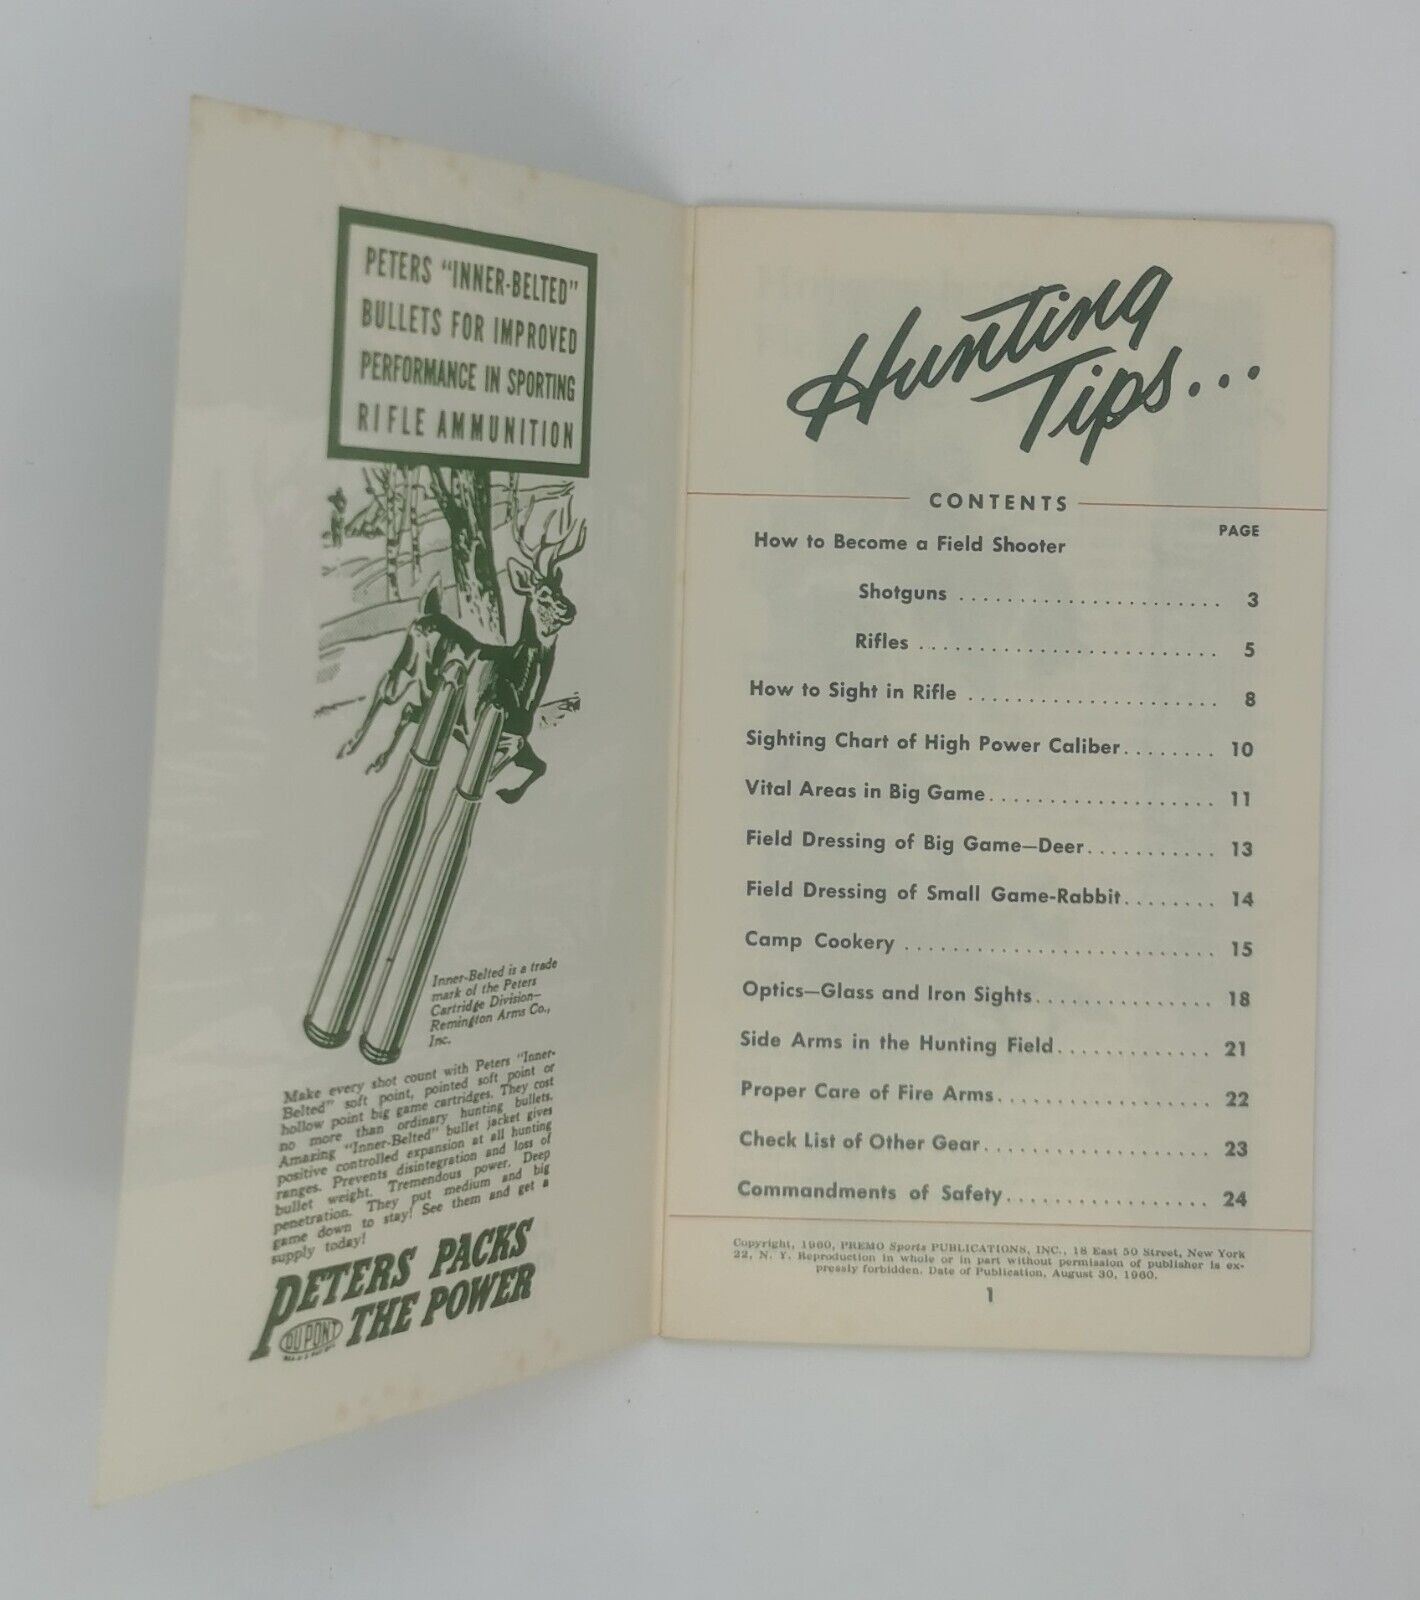 PETERS "INNER-BELTED"
BULLETS FOR IMPROVED
PERFORMANCE IN SPORTING
RIFLE AMMUNITION
Inner-Belted is a trade
mark of the Peters
Cartridge Division—
Remington Arms Co.,
Inc.
Make every shot count with Peters "Inner-
Belted" soft point, pointed soft point or
hollow point big game cartridges. They cost
no more than ordinary hunting bullets.
Amazing "Inner-Belted" bullet jacket gives
positive controlled expansion at all hunting
ranges. Prevents disintegration and loss of
bullet weight. Tremendous power. Deep
penetration. They put medium and big
game down to stay! See them and get a
supply today!
PETERS PACKS
THE POWER
DU PONT
Hunting
Tips...
CONTENTS
PAGE
How to Become a Field Shooter
Shotguns ...................... 3
Rifles ......................... 5
How to Sight in Rifle ..................... 8
Sighting Chart of High Power Caliber........ 10
Vital Areas in Big Game................... 11
Field Dressing of Big Game—Deer........... 13
Field Dressing of Small Game-Rabbit........ 14
Camp Cookery .......................... 15
Optics—Glass and Iron Sights............... 18
Side Arms in the Hunting Field............. 21
Proper Care of Fire Arms.................. 22
Check List of Other Gear................... 23
Commandments of Safety................. 24
Copyright, 1960, PREMO Sports PUBLICATIONS, INC., 18 East 50 Street, New York
22, N. Y. Reproduction in whole or in part without permission of publisher is ex-
pressly forbidden. Date of Publication, August 30, 1960.
1